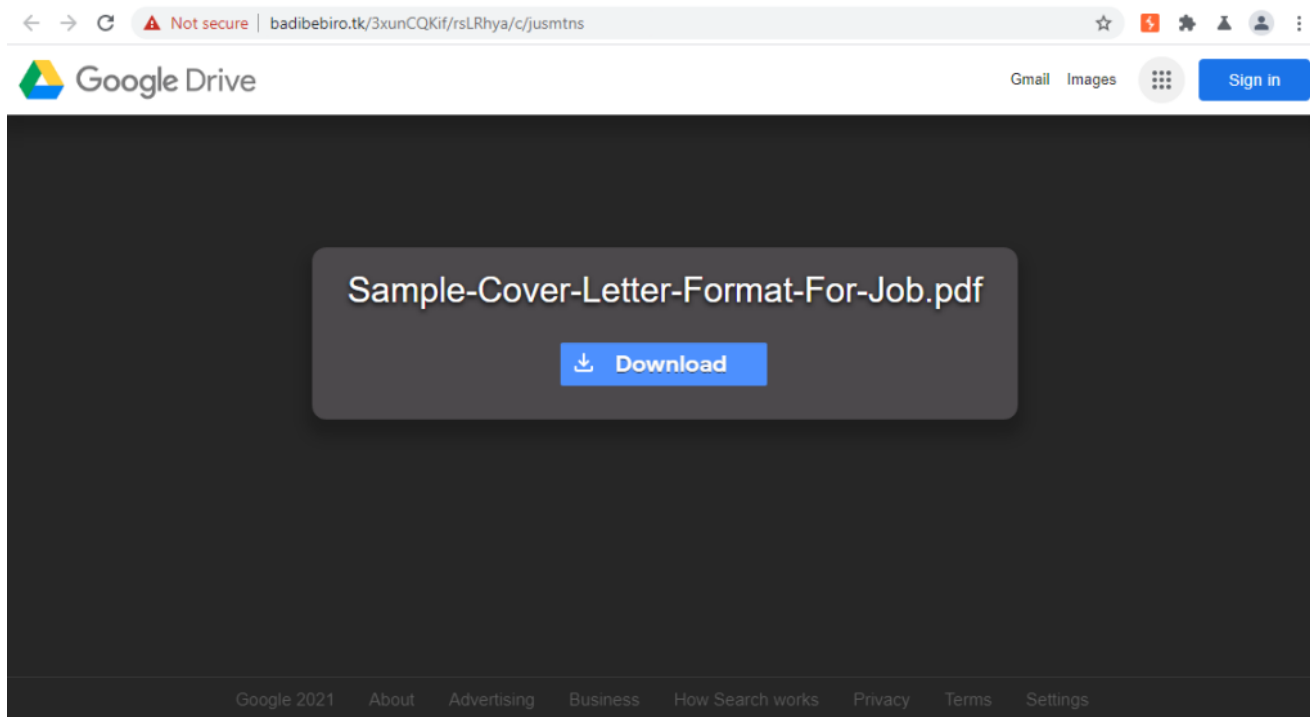 Not secure | badibebiro.tk/3xunCQKif/rsLRhya/c/jusmtns
Google Drive Gmail Images Sign in
Sample-Cover-Letter-Format-For-Job.pdf
Download
Google 2021 About Advertising Business How Search works Privacy Terms Settings